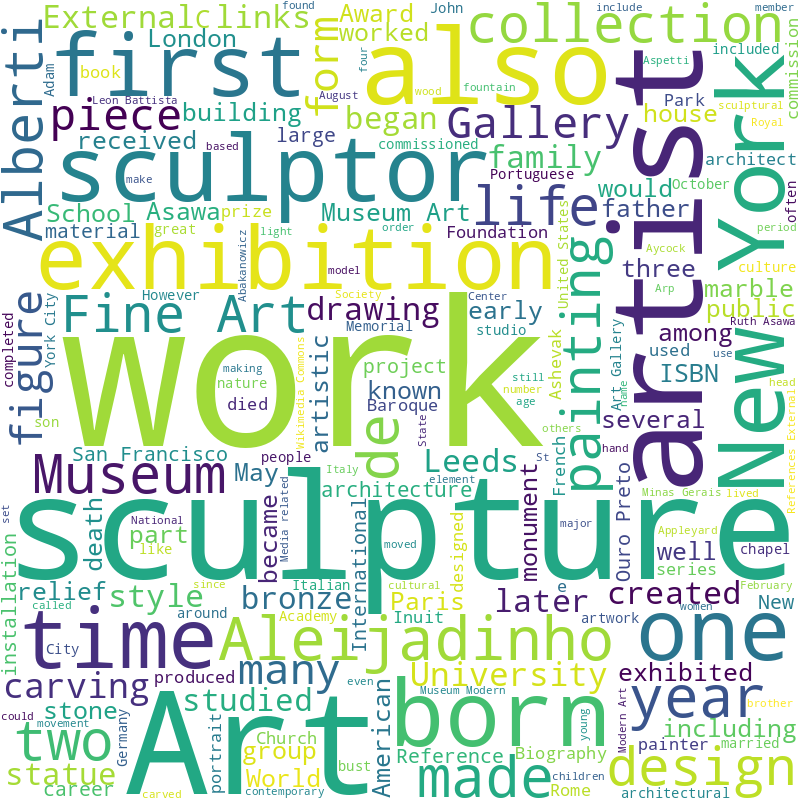 found
member
External links
Award
John
include
collection
London
worked
form
four
first
also
Alberti
Adam
book
Leon Battista
August
wood
fountain
included
Aspetti
commission
piece
building
began
Gallery
artist
Park
sculptural
Royal
house
New York
received
based
large
commissioned
family
architect
sculptor
make
life
Portuguese
October
often
School
Asawa
prize
Museum Art
would
father
material
great
light
order
Foundation
United States
Aycock
period
exhibition
Abakanowicz
model
three
culture
figure
York City
However
Society
Center
painting
Arp
marble
completed
Fine Art
drawing
early
Ashevak
public
Memorial
studio
Art Gallery
among
Ruth Asawa
work
Wikimedia Commons
artistic
project
still
used
use
making
nature
known
number
name
ISBN
head
son
died
Baroque
age
de
others
several
hand
San Francisco
people
State
Museum
May
Italy
Leeds
St
French
Ouro Preto
Minas Gerais
lived
References External
architecture
element
set
death
National
became
Media related
monument
major
well
chapel
sculpture
part
like
International
moved
designed
Appleyard
series
installation
relief
style
since
Italian
cultural
bronze
Paris
later
women
created
February
called
around
Academy
Inuit
artwork
New
time
Aleijadinho
one
City
carving
produced
many
American
University
exhibited
year
could
movement
stone
studied
even
Museum Modern
young
Modern Art
brother
two
Germany
Art
portrait
Church
group
born
Reference
Biography
painter
including
married
statue
World
bust
made
children
Rome
design
career
carved
contemporary
architectural